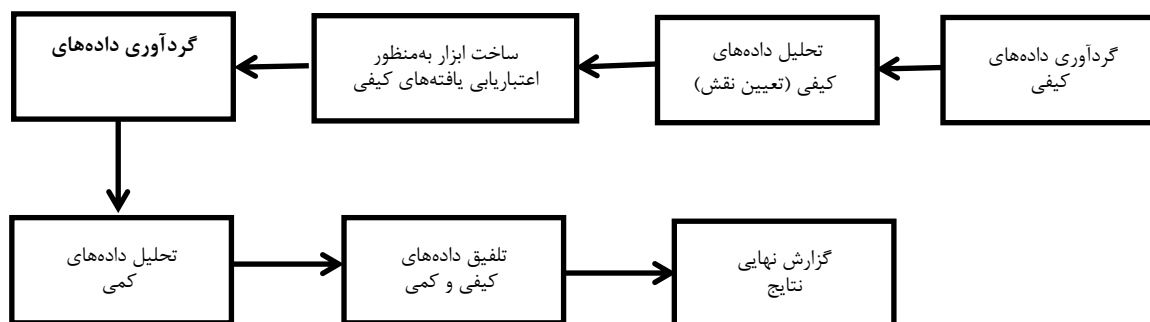 گردآوری داده‌های
کیفی
تحلیل داده‌های
کیفی (تعیین نقش)
ساخت ابزار به‌منظور
اعتباریابی یافته‌های کیفی
گردآوری داده‌های
تحلیل داده‌های
کمی
تلفیق داده‌های
کیفی و کمی
گزارش نهایی
نتایج